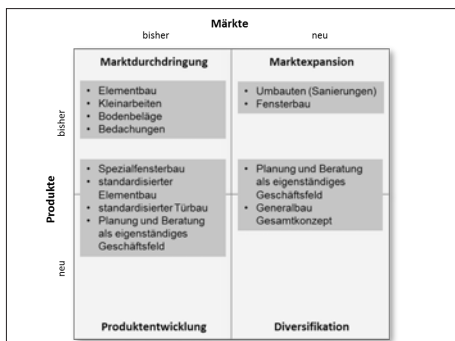 Märkte
bisher
neu
Marktdurchdringung
Marktexpansion
• Elementbau
• Kleinarbeiten
• Bodenbeläge
• Bedachungen
• Umbauten (Sanierungen)
• Fensterbau
bisher
Produkte
neu
• Spezialfensterbau
• standardisierter
Elementbau
• standardisierter Türbau
• Planung und Beratung
als eigenständiges
Geschäftsfeld
• Planung und Beratung
als eigenständiges
Geschäftsfeld
• Generalbau
Gesamtkonzept
Produktentwicklung
Diversifikation